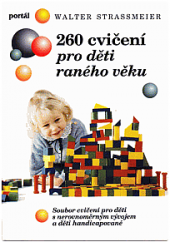 portál
WALTER STRASSMEIER
260 cvičení
pro děti
raného věku
Soubor cvičení pro děti
s nerovnoměrným vývojem
a děti handicapované